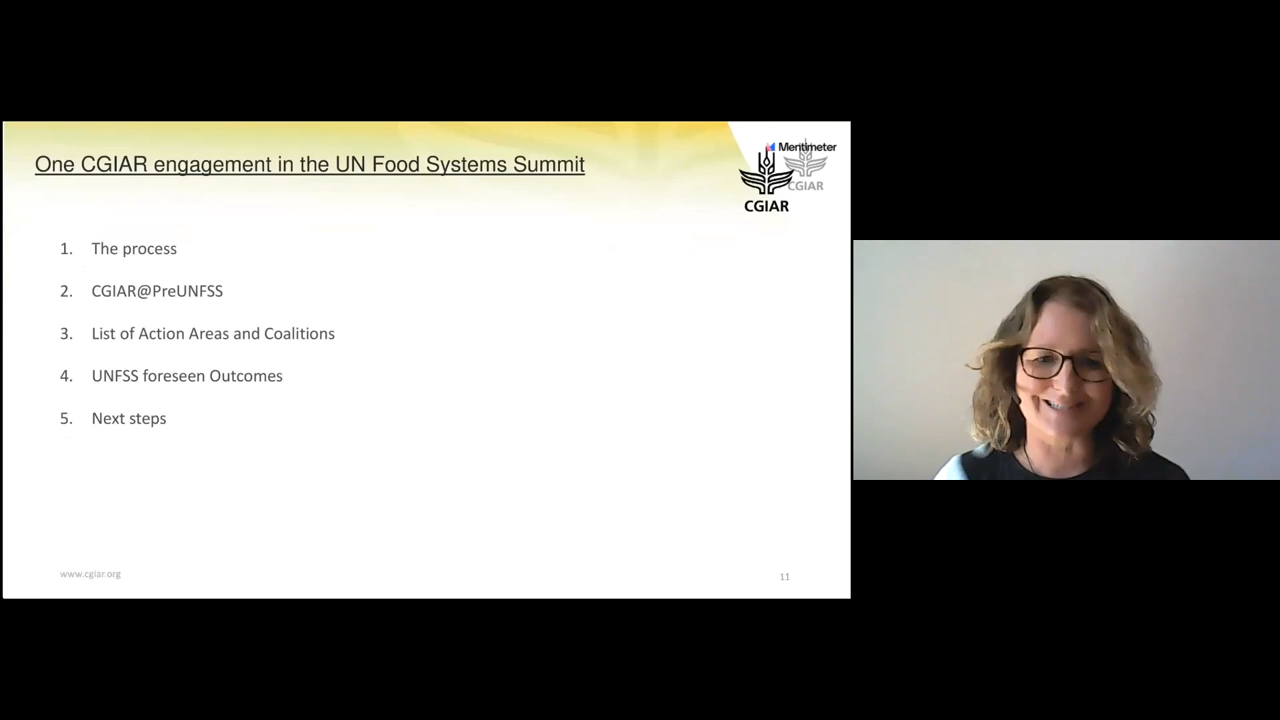 One CGIAR engagement in the UN Food Systems Summit
Mentimeter
CGIAR
CGIAR
1. The process
2. CGIAR@PreUNFSS
3. List of Action Areas and Coalitions
4. UNFSS foreseen Outcomes
5. Next steps
www.cgiar.org
11